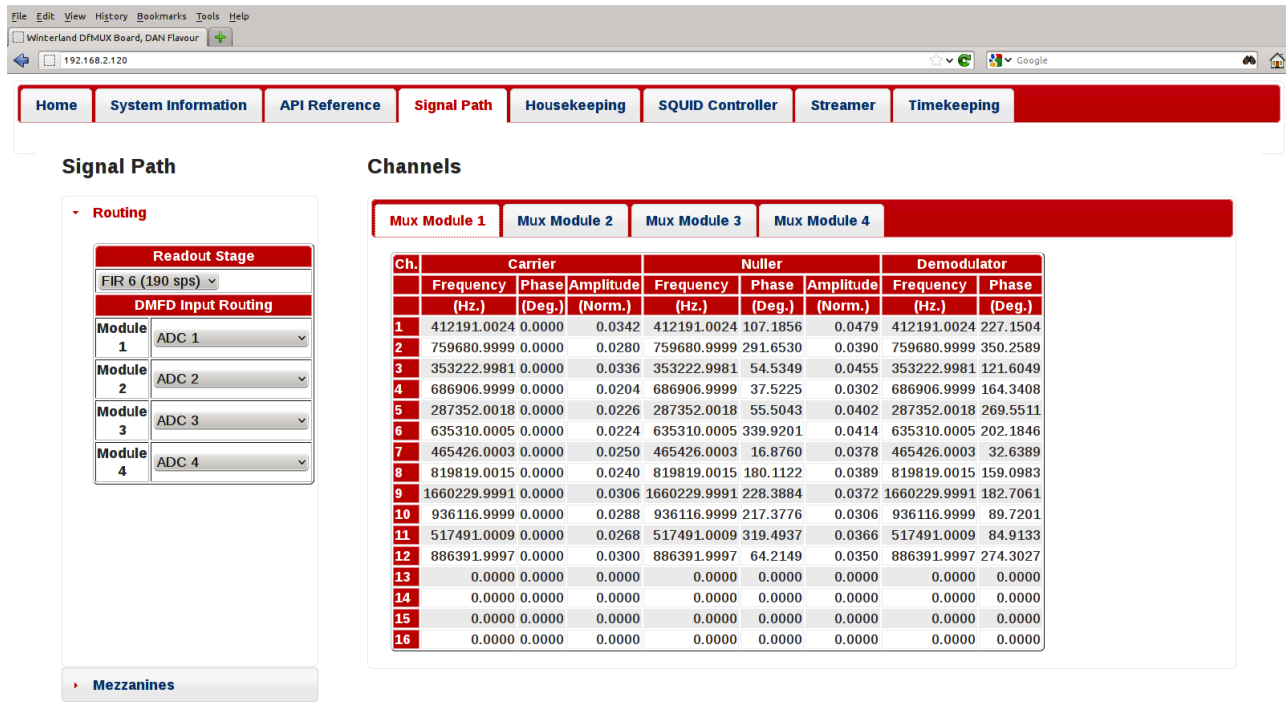 File Edit View History Bookmarks Tools Help
Winterland DfMUX Board, DAN Flavour
192.168.2.120 Google
Home System Information API Reference Signal Path Housekeeping SQUID Controller Streamer Timekeeping
Signal Path
Routing
Readout Stage
FIR 6 (190 sps)
DMFD Input Routing
Module 1 ADC 1
Module 2 ADC 2
Module 3 ADC 3
Module 4 ADC 4
Mezzanines
Channels
Mux Module 1 Mux Module 2 Mux Module 3 Mux Module 4
Ch. Carrier Nuller Demodulator
Frequency Phase Amplitude Frequency Phase Amplitude Frequency Phase
(Hz.) (Deg.) (Norm.) (Hz.) (Deg.) (Norm.) (Hz.) (Deg.)
1 412191.0024 0.0000 0.0342 412191.0024 107.1856 0.0479 412191.0024 227.1504
2 759680.9999 0.0000 0.0280 759680.9999 291.6530 0.0390 759680.9999 350.2589
3 353222.9981 0.0000 0.0336 353222.9981 54.5349 0.0455 353222.9981 121.6049
4 686906.9999 0.0000 0.0204 686906.9999 37.5225 0.0302 686906.9999 164.3408
5 287352.0018 0.0000 0.0226 287352.0018 55.5043 0.0402 287352.0018 269.5511
6 635310.0005 0.0000 0.0224 635310.0005 339.9201 0.0414 635310.0005 202.1846
7 465426.0003 0.0000 0.0250 465426.0003 16.8760 0.0378 465426.0003 32.6389
8 819819.0015 0.0000 0.0240 819819.0015 180.1122 0.0389 819819.0015 159.0983
9 1660229.9991 0.0000 0.0306 1660229.9991 228.3884 0.0372 1660229.9991 182.7061
10 936116.9999 0.0000 0.0288 936116.9999 217.3776 0.0306 936116.9999 89.7201
11 517491.0009 0.0000 0.0268 517491.0009 319.4937 0.0366 517491.0009 84.9133
12 886391.9997 0.0000 0.0300 886391.9997 64.2149 0.0350 886391.9997 274.3027
13 0.0000 0.0000 0.0000 0.0000 0.0000 0.0000 0.0000 0.0000
14 0.0000 0.0000 0.0000 0.0000 0.0000 0.0000 0.0000 0.0000
15 0.0000 0.0000 0.0000 0.0000 0.0000 0.0000 0.0000 0.0000
16 0.0000 0.0000 0.0000 0.0000 0.0000 0.0000 0.0000 0.0000